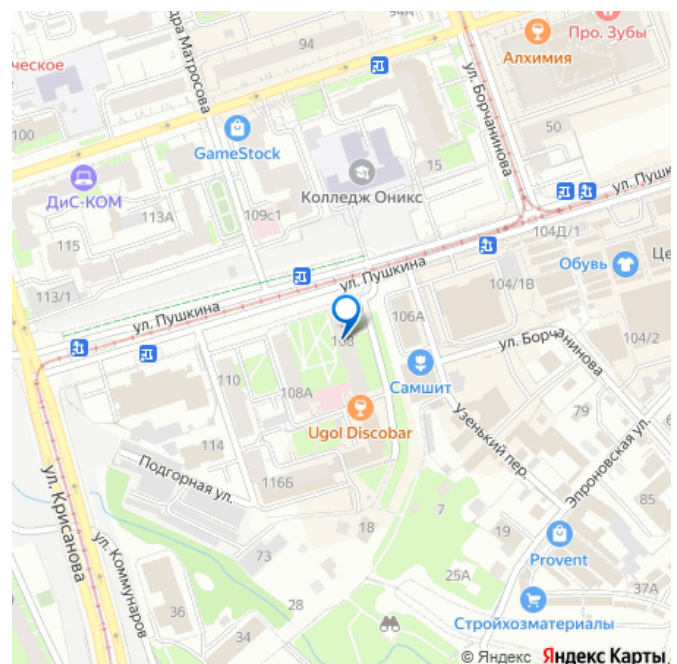 94А
94
Про. Зубы
Алхимия
дра Матросова
ческое
ул. Борчанинова
100
GameStock
50
15
Колледж Оникс
ДиС-КОМ
113А
109с1
ул. Пушк
115
104Д/1
ул. Пушкина
Обувь
Це
113/1
104/1В
ул. Пушкина
106А
108
ул. Борчанинова
104/2
110
Самшит
108А
79
Ugol Discobar
Узенький пер.
Эпроновская ул.
114
Подгорная ул.
116Б
85
ул. Крисанова
7
18
19
ул. Коммунаров
73
Provent
25А
37А
28
36
Стройхозматериалы
34
© Яндекс Яндекс Карты